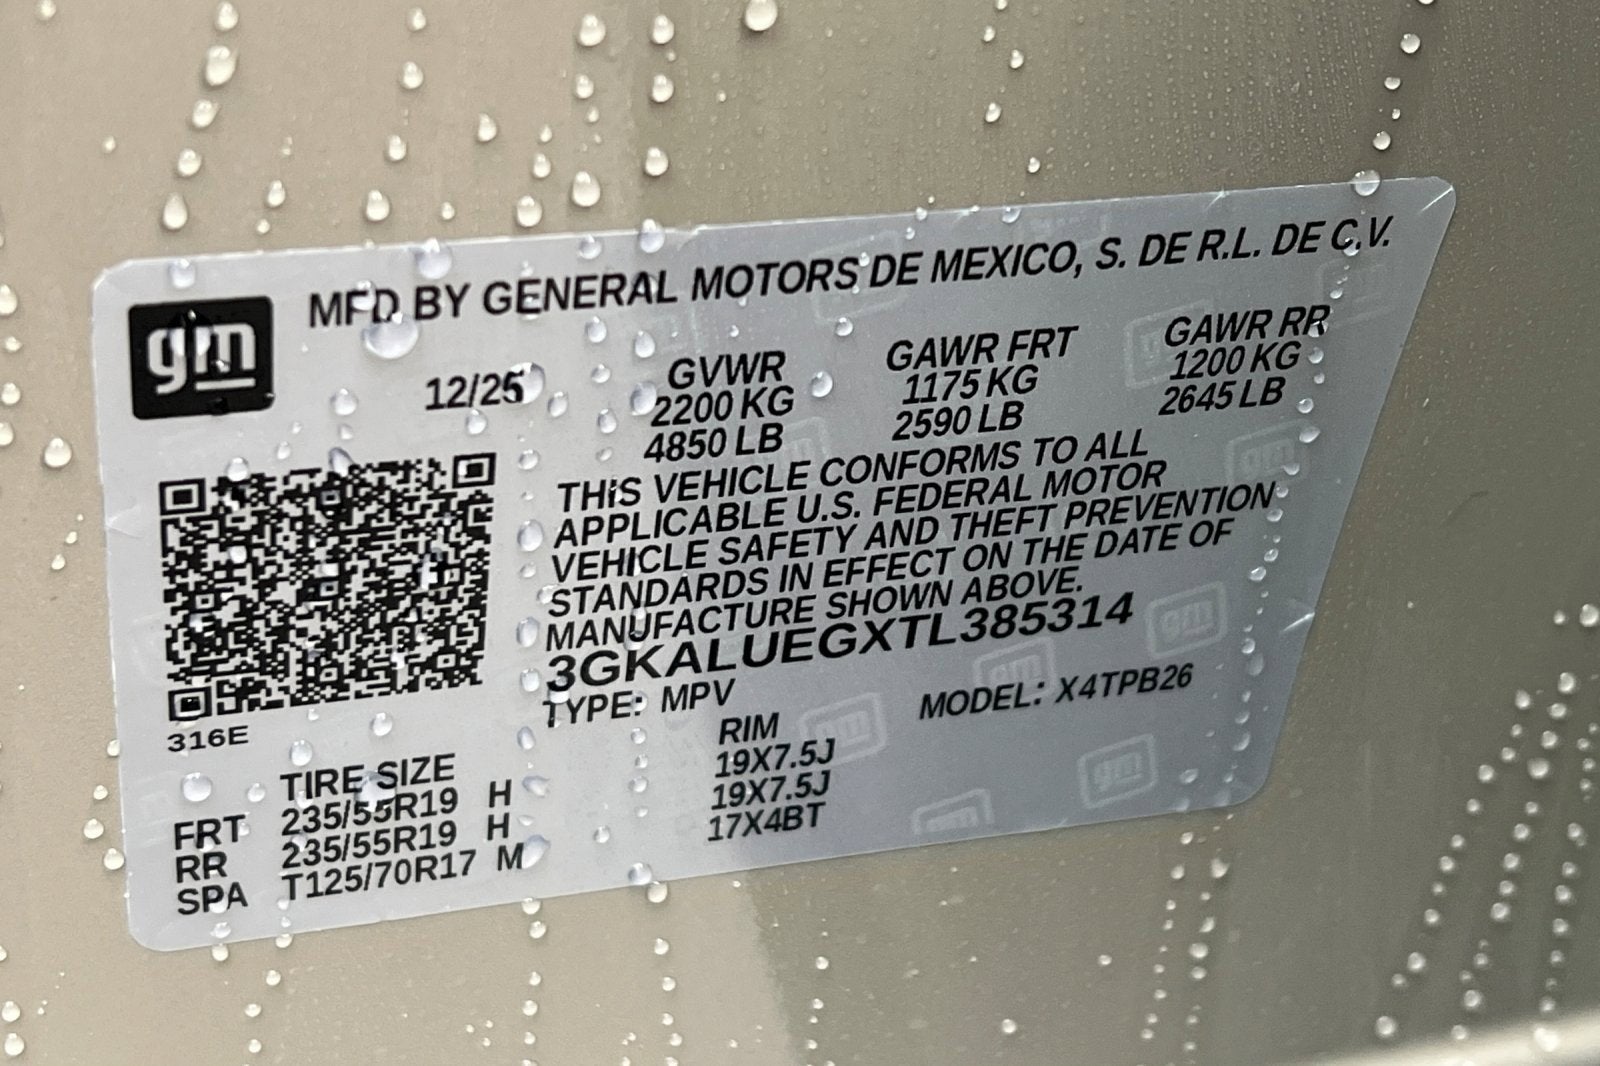 gm
MFD BY GENERAL MOTORS DE MEXICO, S. DE R.L. DE C.V.
12/25
GVWR GAWR FRT GAWR RR
2200 KG 1175 KG 1200 KG
4850 LB 2590 LB 2645 LB
THIS VEHICLE CONFORMS TO ALL
APPLICABLE U.S. FEDERAL MOTOR
VEHICLE SAFETY AND THEFT PREVENTION
STANDARDS IN EFFECT ON THE DATE OF
MANUFACTURE SHOWN ABOVE.
3GKALUEGXTL385314
TYPE: MPV MODEL: X4TPB26
316E
TIRE SIZE RIM
FRT 235/55R19 H 19X7.5J
RR 235/55R19 H 19X7.5J
SPA T125/70R17 M 17X4BT